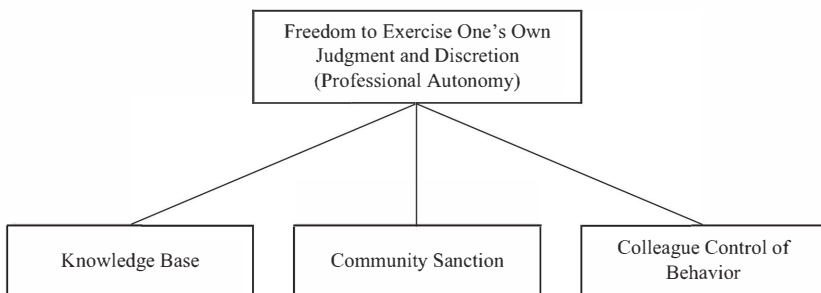 Freedom to Exercise One’s Own
Judgment and Discretion
(Professional Autonomy)
Knowledge Base
Community Sanction
Colleague Control of
Behavior